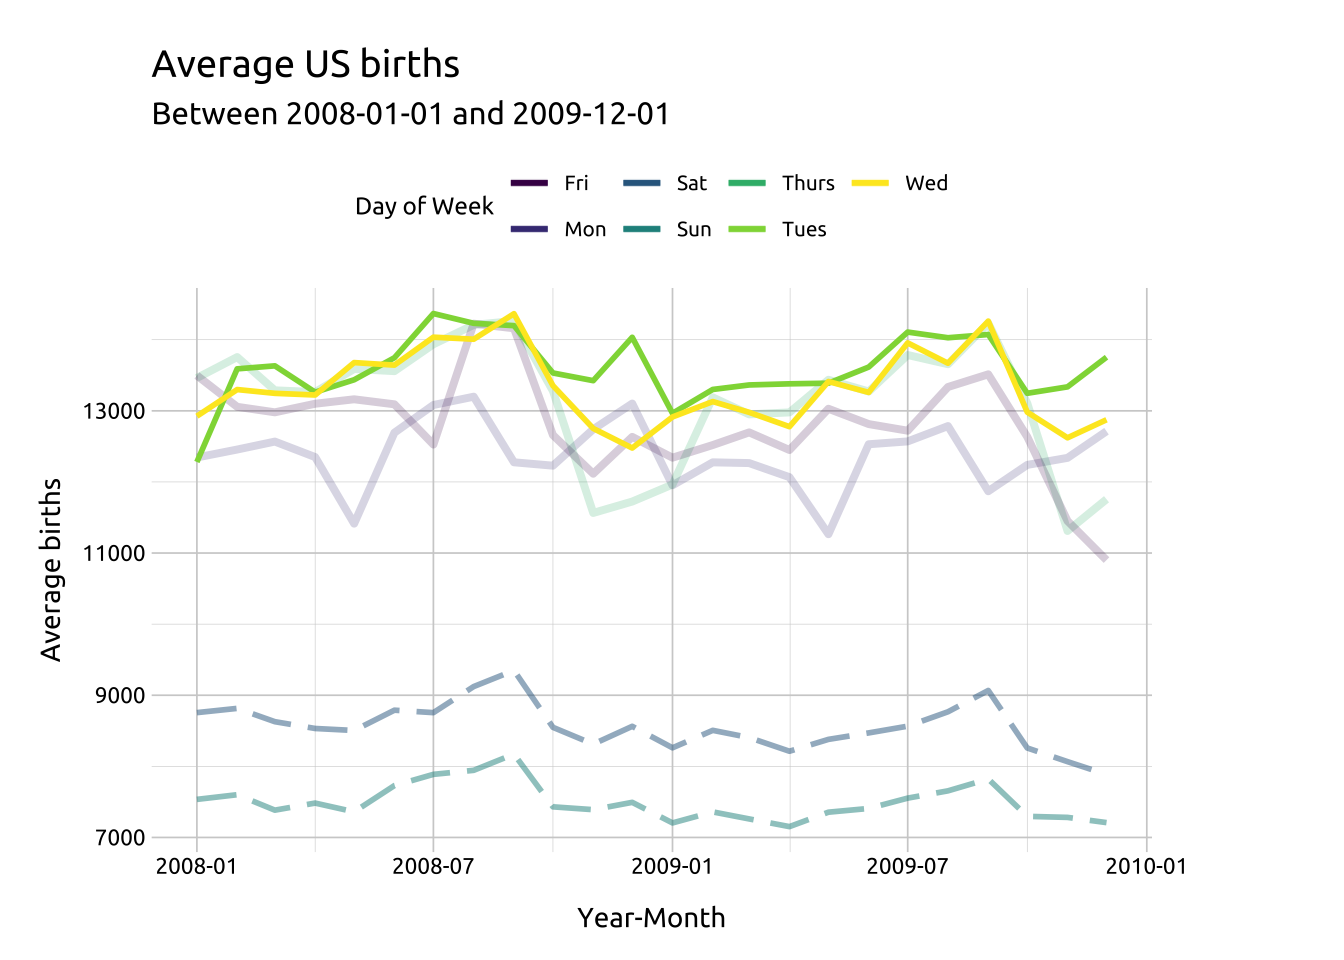 Average US births
Between 2008-01-01 and 2009-12-01
Day of Week
Fri Sat Thurs Wed
Mon Sun Tues
Average births
13000
11000
9000
7000
2008-01 2008-07 2009-01 2009-07 2010-01
Year-Month